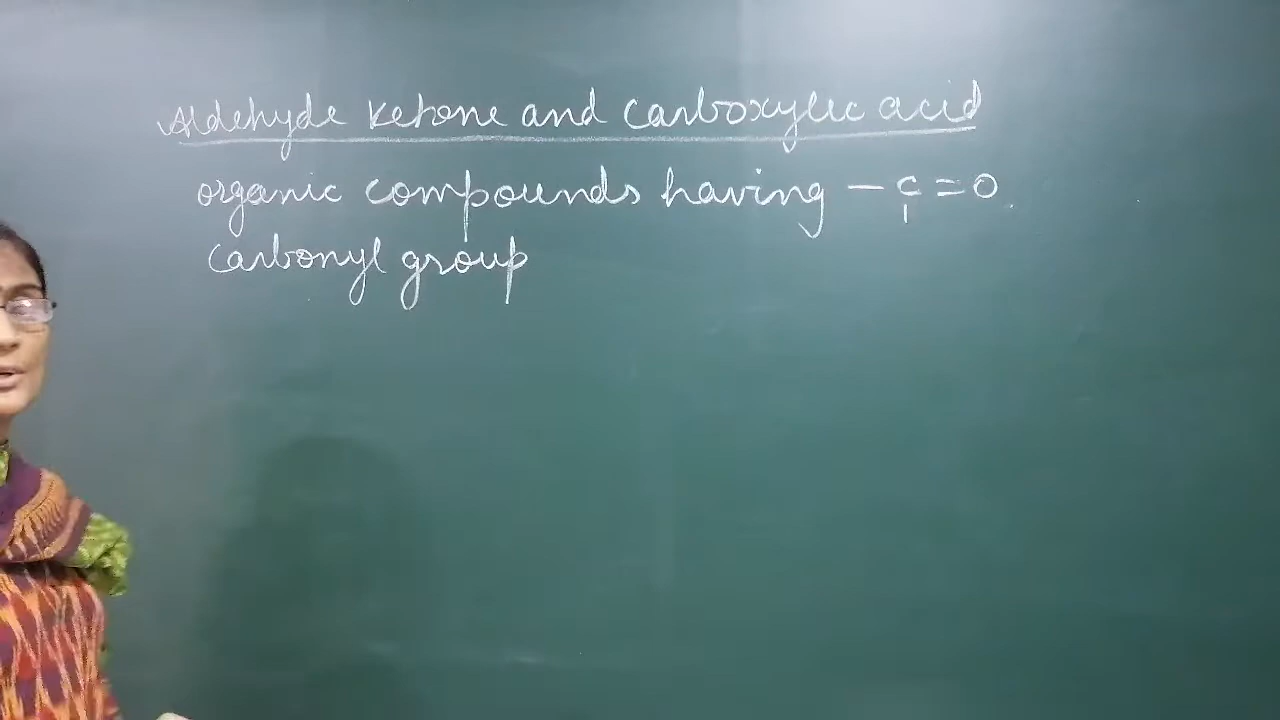 Aldehyde Ketone and carboxylic acid
organic compounds having -C=O
|
carbonyl group